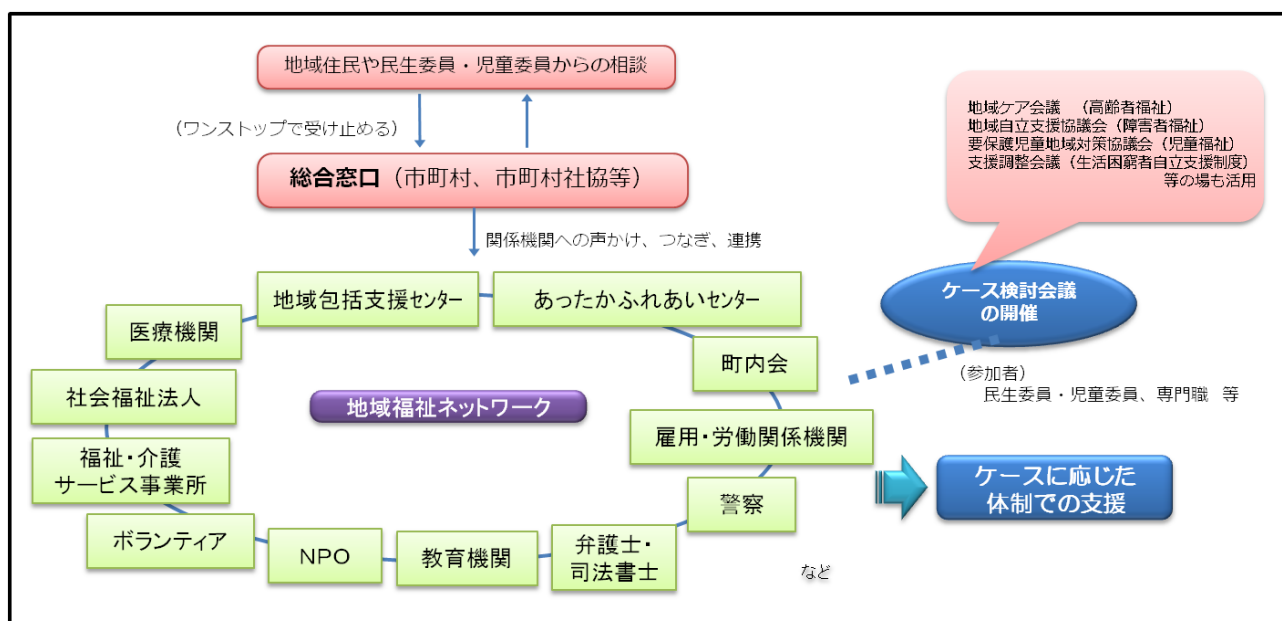 地域住民や民生委員・児童委員からの相談
(ワンストップで受け止める)
総合窓口(市町村、市町村社協等)
関係機関への声かけ、つなぎ、連携
地域ケア会議 (高齢者福祉)
地域自立支援協議会(障害者福祉)
要保護児童地域対策協議会(児童福祉)
支援調整会議(生活困窮者自立支援制度)
等の場も活用
ケース検討会議
の開催
(参加者)
民生委員・児童委員、専門職 等
地域包括支援センター
あったかふれあいセンター
医療機関
町内会
社会福祉法人
地域福祉ネットワーク
雇用・労働関係機関
福祉・介護
サービス事業所
警察
ボランティア
NPO
教育機関
弁護士・
司法書士
など
ケースに応じた
体制での支援